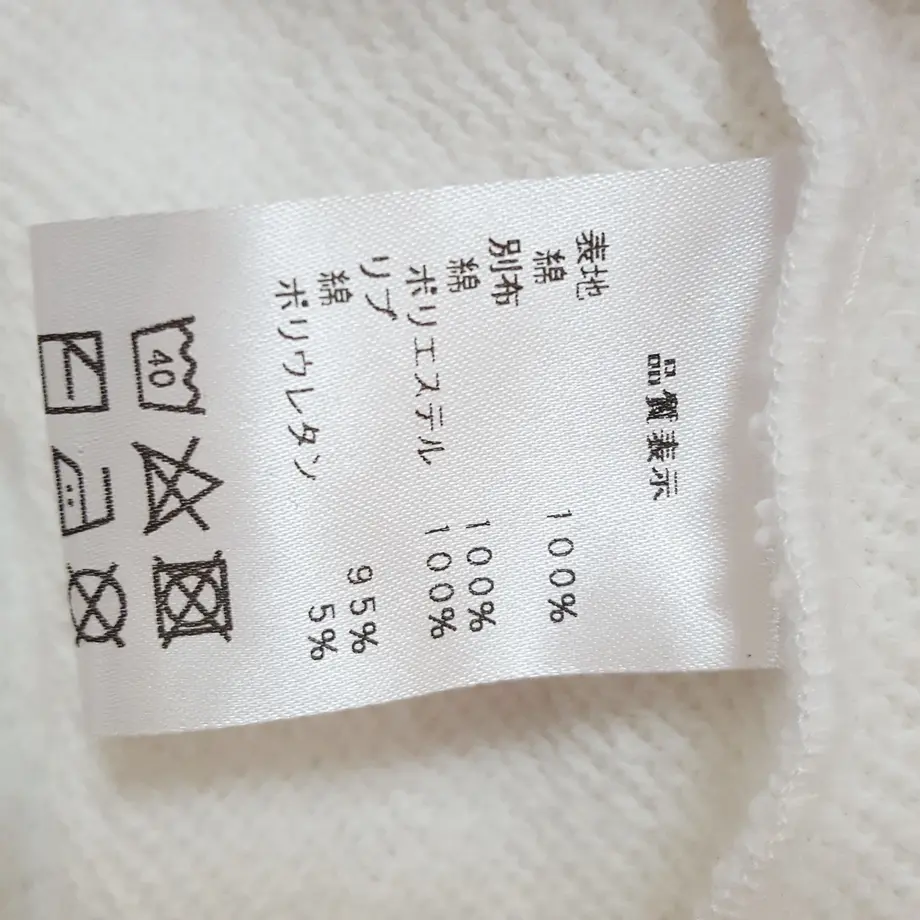 品質表示
表地
綿 100%
別布
綿 100%
ポリエステル 100%
リブ
綿 95%
ポリウレタン 5%
40